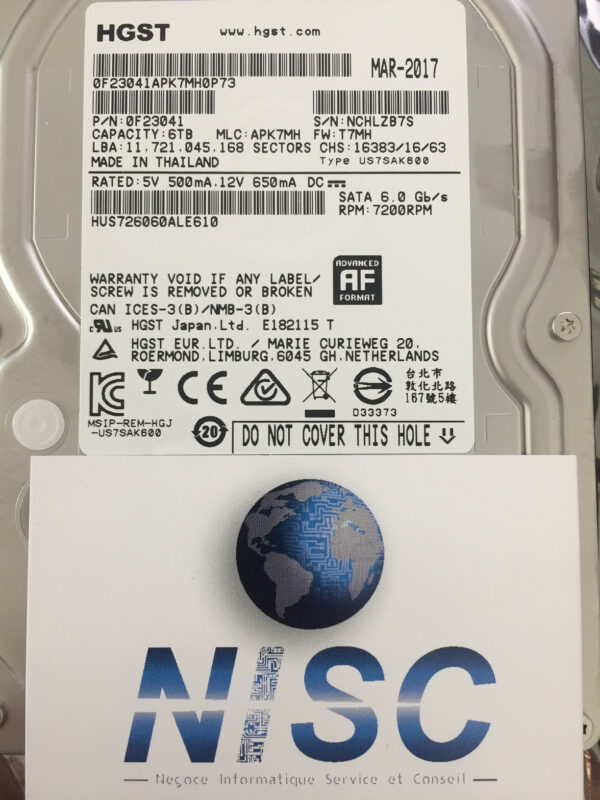 HGST www.hgst.com
MAR-2017
0F23041APK7MH0P73
P/N:0F23041 S/N:NCHLZB7S
CAPACITY:6TB MLC:APK7MH FW:T7MH
LBA:11,721,045,168 SECTORS CHS:16383/16/63
MADE IN THAILAND Type US7SAK600
RATED:5V 500mA,12V 650mA DC
SATA 6.0 Gb/s
RPM:7200RPM
HUS726060ALE610
ADVANCED
AF
FORMAT
WARRANTY VOID IF ANY LABEL/
SCREW IS REMOVED OR BROKEN
CAN ICES-3(B)/NMB-3(B)
c RU us HGST Japan,Ltd. E182115 T
HGST EUR.LTD. / MARIE CURIEWEG 20,
ROERMOND,LIMBURG,6045 GH,NETHERLANDS
台北市
敦化北路
167號5樓
CE
D33373
MSIP-REM-HGJ
-US7SAK600
20
DO NOT COVER THIS HOLE
NISC
Negoce Informatique Service et Conseil